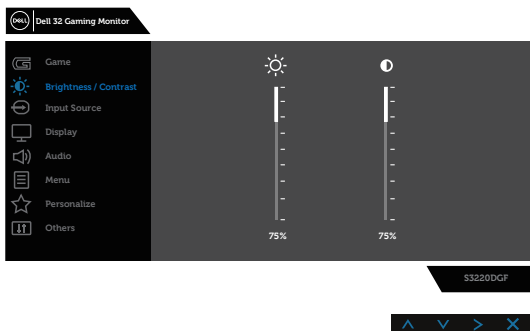 DELL
Dell 32 Gaming Monitor
Game
Brightness / Contrast
Input Source
Display
Audio
Menu
Personalize
Others
75%
75%
S3220DGF